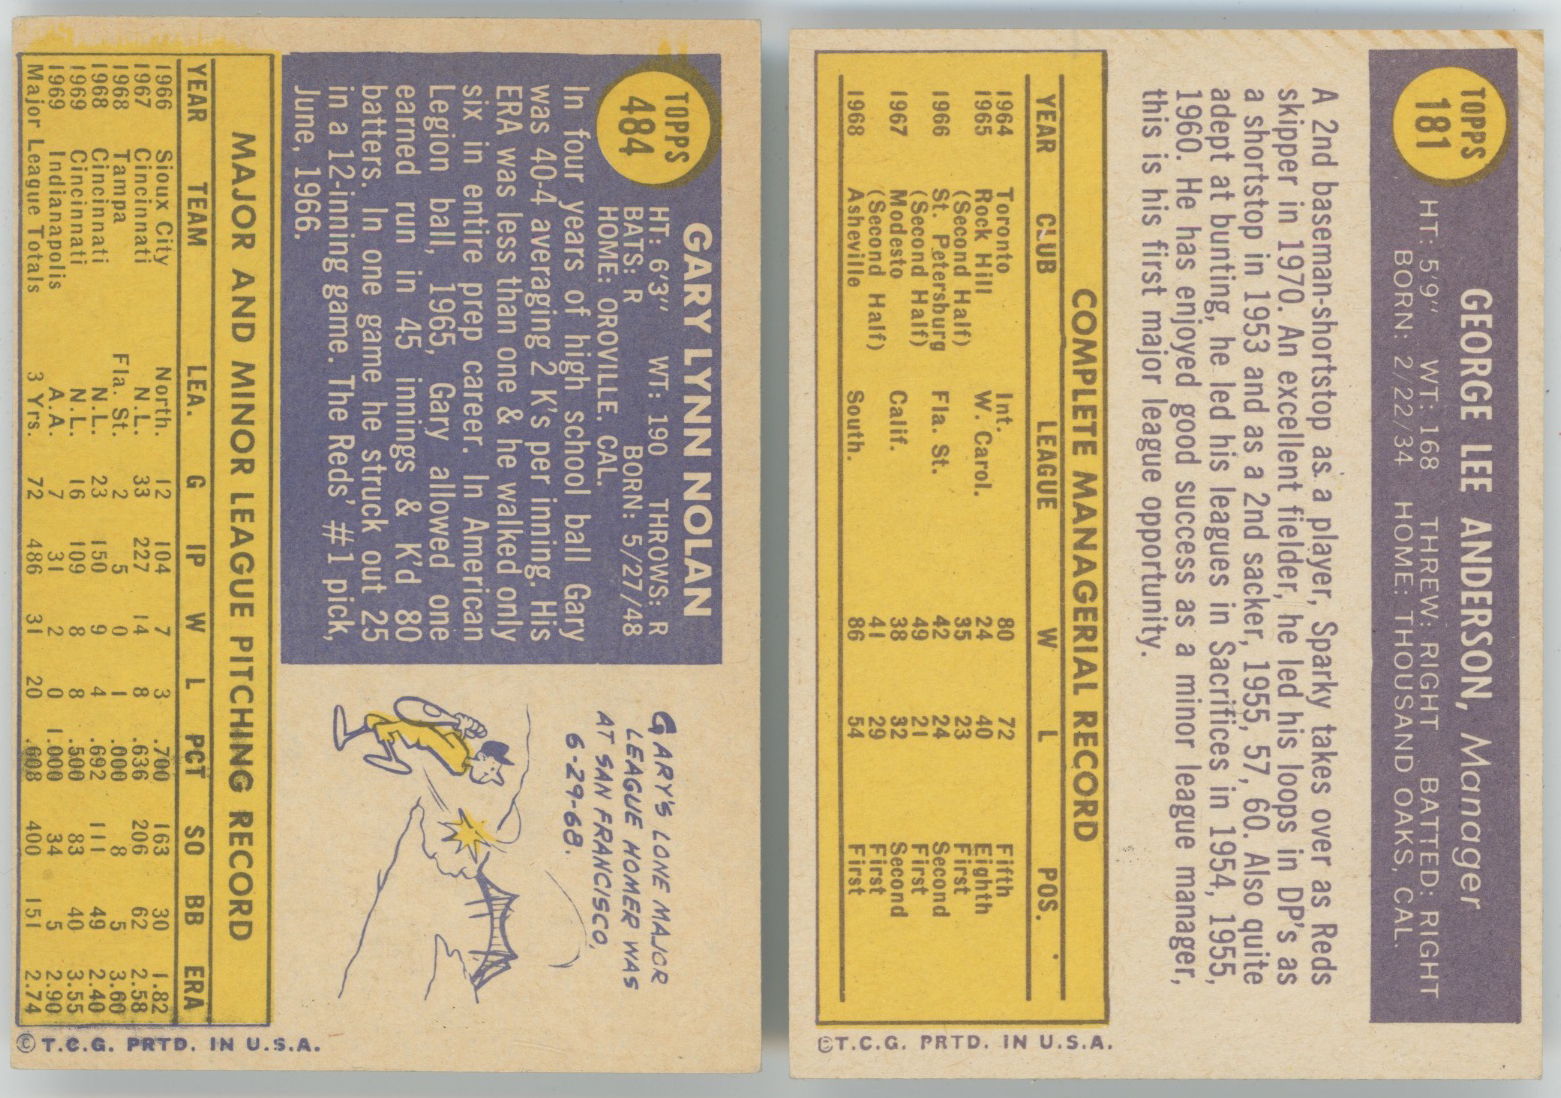 TOPPS
484
GARY LYNN NOLAN
HT: 6'3" WT: 190 THROWS: R
BATS: R BORN: 5/27/48
HOME: OROVILLE, CAL.
In four years of high school ball Gary
was 40-4 averaging 2 K's per inning. His
ERA was less than one & he walked only
six in entire prep career. In American
Legion ball, 1965, Gary allowed one
earned run in 45 innings & K'd 80
batters. In one game he struck out 25
in a 12-inning game. The Reds' #1 pick,
June, 1966.
GARY'S LONE MAJOR
LEAGUE HOMER WAS
AT SAN FRANCISCO,
6-29-68.
MAJOR AND MINOR LEAGUE PITCHING RECORD
YEAR TEAM LEA. G IP W L PCT SO BB ERA
1966 Sioux City North. 12 104 7 3 .700 163 30 1.82
1967 Cincinnati N.L. 33 227 14 8 .636 206 62 2.58
1968 Tampa Fla. St. 2 5 0 1 .000 8 5 3.60
1968 Cincinnati N.L. 23 150 9 4 .692 111 49 2.40
1969 Cincinnati N.L. 16 109 8 8 .500 83 40 3.55
1969 Indianapolis A.A. 7 31 2 0 1.000 34 5 2.90
Major League Totals 3 Yrs. 72 486 31 20 .608 400 151 2.74
© T.C.G. PRTD. IN U.S.A.
TOPPS
181
GEORGE LEE ANDERSON, Manager
HT: 5'9" WT: 168 THREW: RIGHT BATTED: RIGHT
BORN: 2/22/34 HOME: THOUSAND OAKS, CAL.
A 2nd baseman-shortstop as a player, Sparky takes over as Reds
skipper in 1970. An excellent fielder, he led his loops in DP's as
a shortstop in 1953 and as a 2nd sacker, 1955, 57, 60. Also quite
adept at bunting, he led his leagues in Sacrifices in 1954, 1955,
1960. He has enjoyed good success as a minor league manager,
this is his first major league opportunity.
COMPLETE MANAGERIAL RECORD
YEAR CLUB LEAGUE W L POS.
1964 Toronto Int. 80 72 Fifth
1965 Rock Hill W. Carol. 24 40 Eighth
(Second Half) 35 23 First
1966 St. Petersburg Fla. St. 42 24 Second
(Second Half) 49 21 First
1967 Modesto Calif. 38 32 Second
(Second Half) 41 29 First
1968 Asheville South. 86 54 First
©T.C.G. PRTD. IN U.S.A.